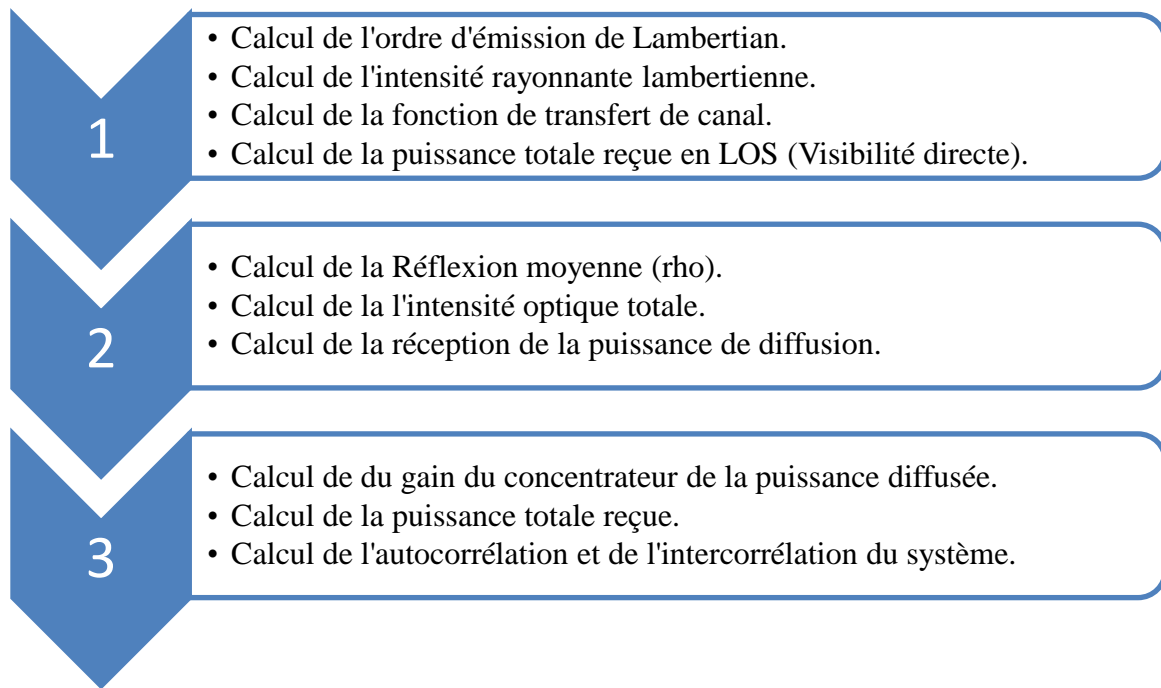 1
• Calcul de l'ordre d'émission de Lambertian.
• Calcul de l'intensité rayonnante lambertienne.
• Calcul de la fonction de transfert de canal.
• Calcul de la puissance totale reçue en LOS (Visibilité directe).
2
• Calcul de la Réflexion moyenne (rho).
• Calcul de la l'intensité optique totale.
• Calcul de la réception de la puissance de diffusion.
3
• Calcul de du gain du concentrateur de la puissance diffusée.
• Calcul de la puissance totale reçue.
• Calcul de l'autocorrélation et de l'intercorrélation du système.